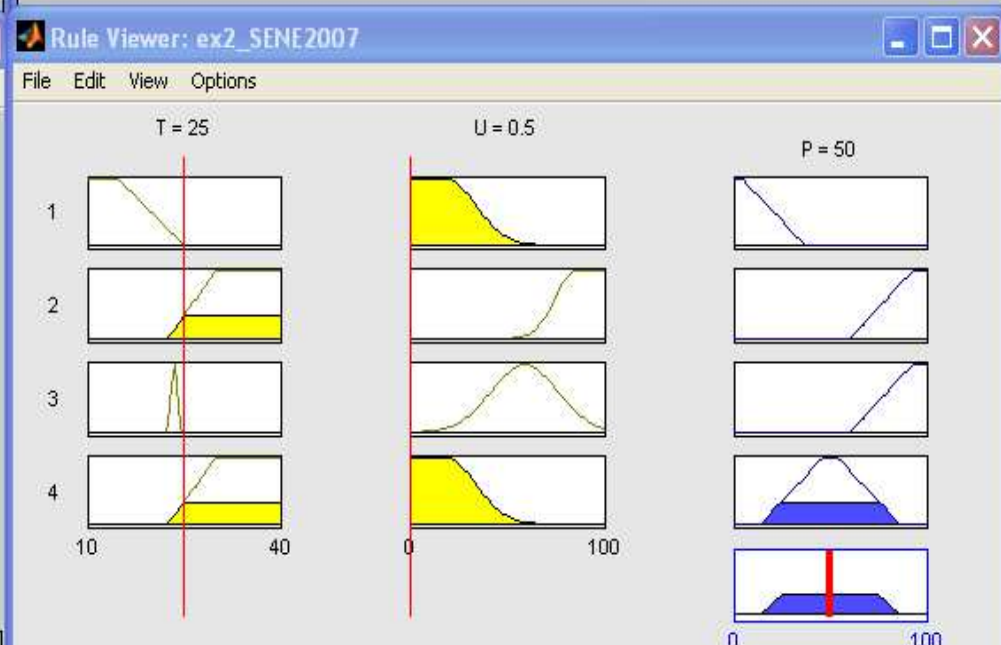 Rule Viewer: ex2_SENE2007
File Edit View Options
T = 25
U = 0.5
P = 50
1
2
3
4
10 40
0 100
0 100